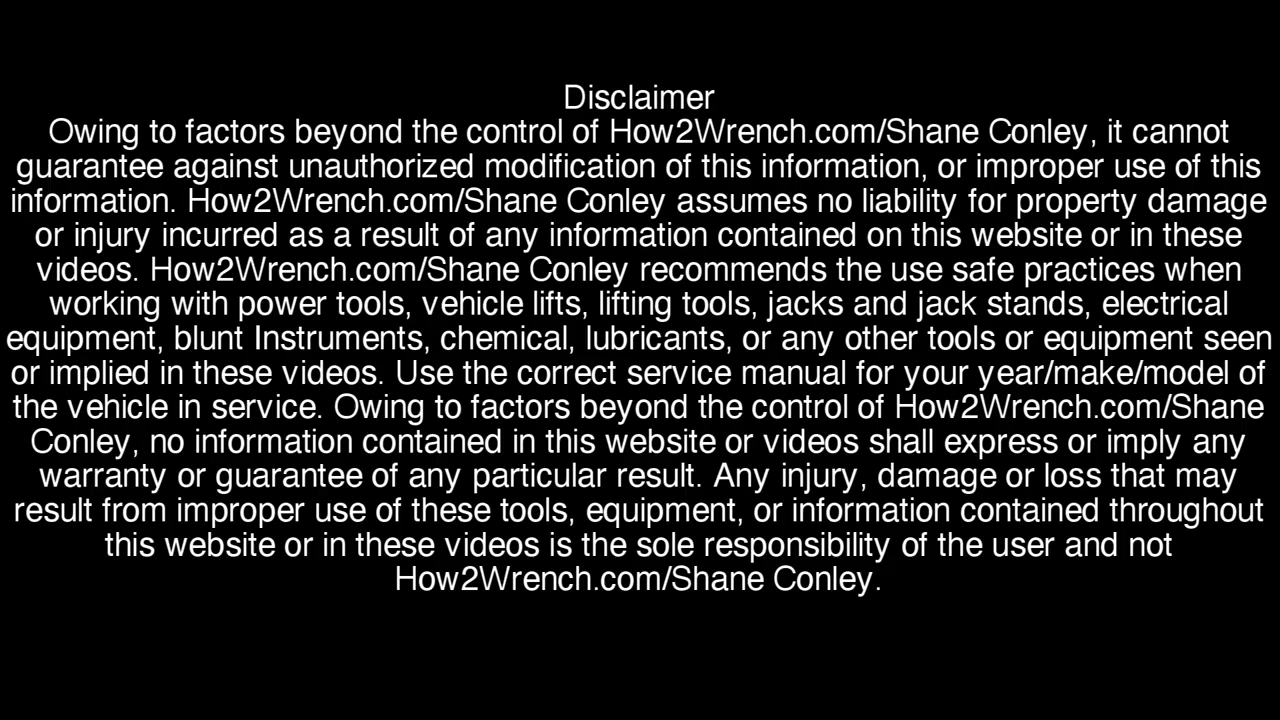 Disclaimer
Owing to factors beyond the control of How2Wrench.com/Shane Conley, it cannot
guarantee against unauthorized modification of this information, or improper use of this
information. How2Wrench.com/Shane Conley assumes no liability for property damage
or injury incurred as a result of any information contained on this website or in these
videos. How2Wrench.com/Shane Conley recommends the use safe practices when
working with power tools, vehicle lifts, lifting tools, jacks and jack stands, electrical
equipment, blunt Instruments, chemical, lubricants, or any other tools or equipment seen
or implied in these videos. Use the correct service manual for your year/make/model of
the vehicle in service. Owing to factors beyond the control of How2Wrench.com/Shane
Conley, no information contained in this website or videos shall express or imply any
warranty or guarantee of any particular result. Any injury, damage or loss that may
result from improper use of these tools, equipment, or information contained throughout
this website or in these videos is the sole responsibility of the user and not
How2Wrench.com/Shane Conley.